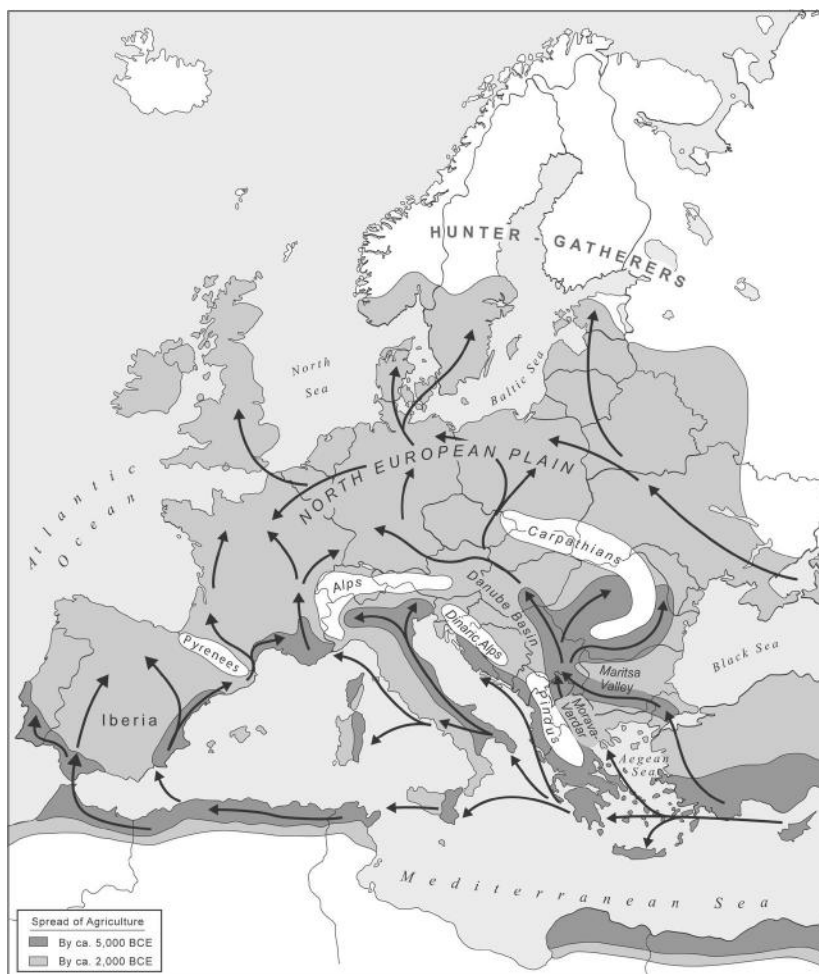 HUNTER - GATHERERS
North
Sea
Baltic Sea
Atlantic
Ocean
NORTH EUROPEAN PLAIN
Carpathians
Alps
Danube Basin
Dinaric Alps
Pyrenees
Black Sea
Maritsa
Valley
Iberia
Pindus
Morava-
Vardar
Aegean
Sea
Mediterranean Sea
Spread of Agriculture
By ca. 5,000 BCE
By ca. 2,000 BCE